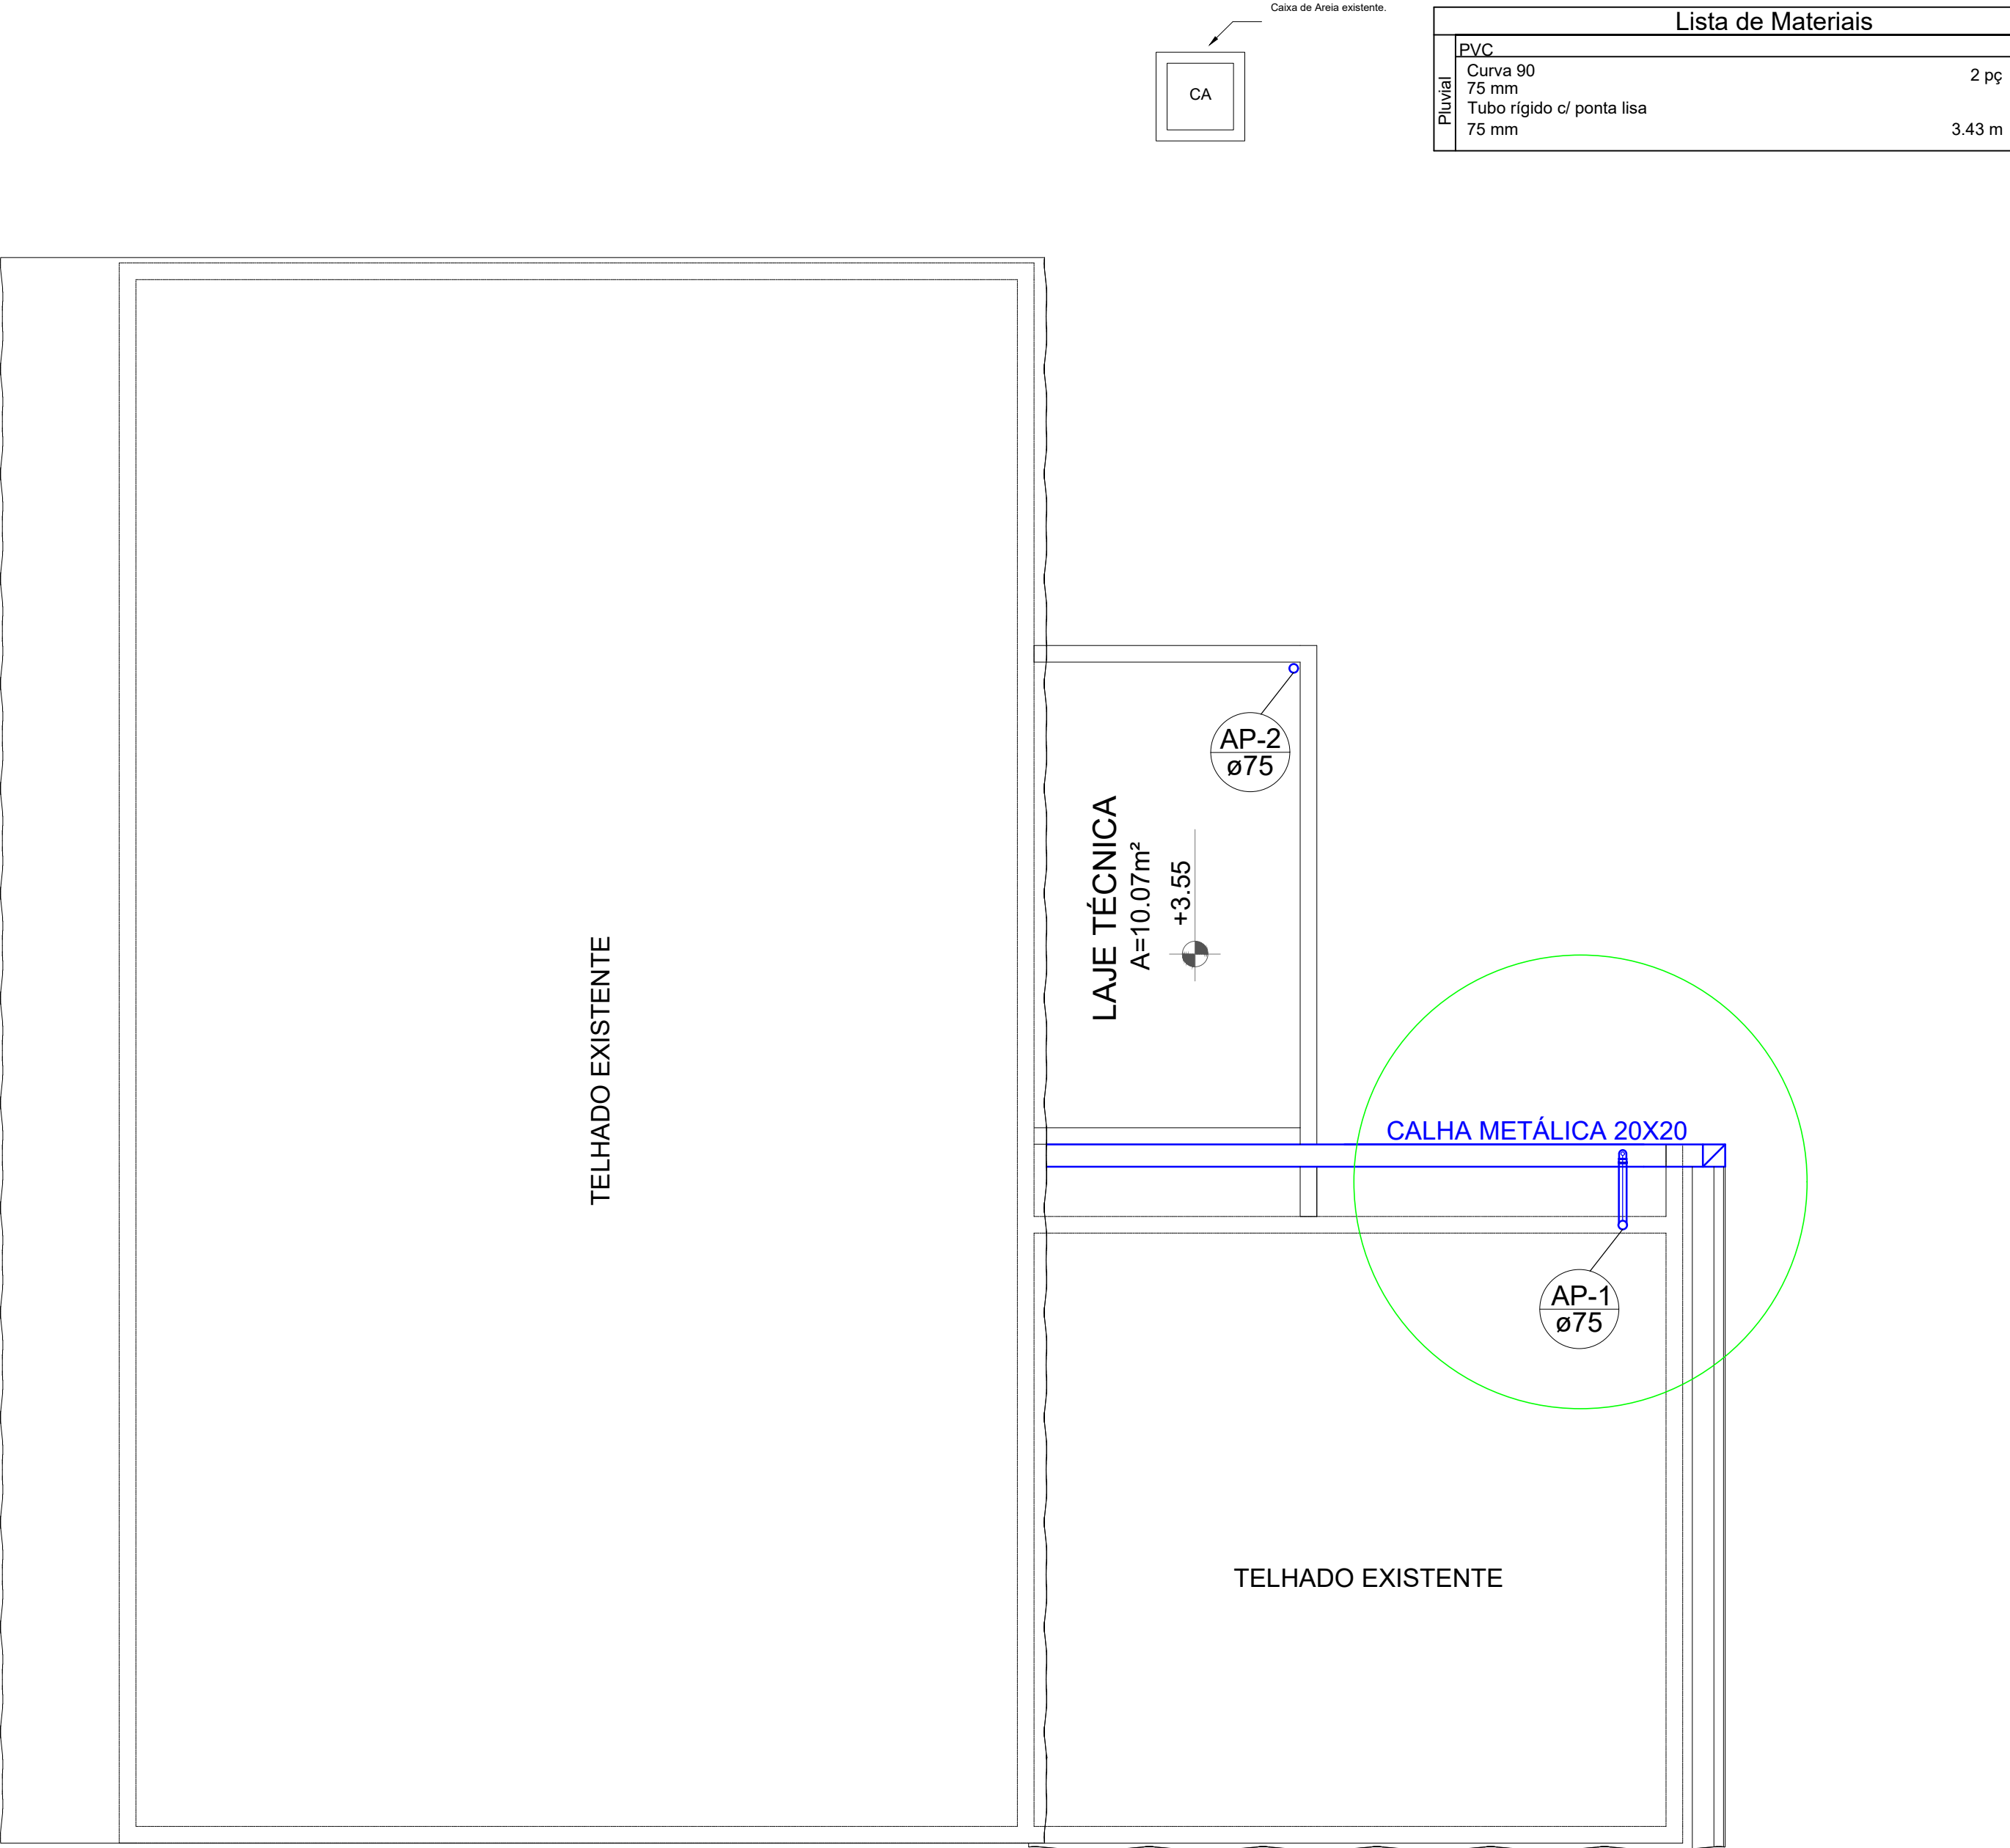 Caixa de Areia existente.
CA
Lista de Materiais
Pluvial
PVC
Curva 90
75 mm 2 pç
Tubo rígido c/ ponta lisa
75 mm 3.43 m
AP-2
ø75
LAJE TÉCNICA
A=10.07m²
+3.55
TELHADO EXISTENTE
CALHA METÁLICA 20X20
AP-1
ø75
TELHADO EXISTENTE